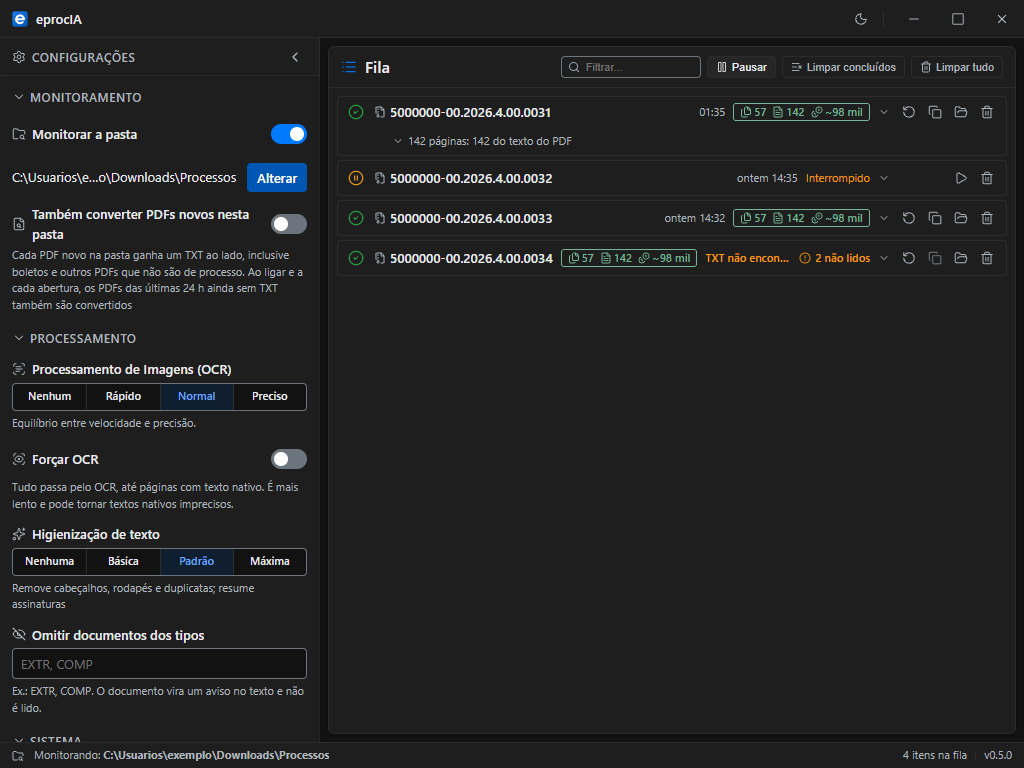 eprocIA
CONFIGURAÇÕES
MONITORAMENTO
Monitorar a pasta
C:\Usuarios\e...o\Downloads\Processos
Alterar
Também converter PDFs novos nesta
pasta
Cada PDF novo na pasta ganha um TXT ao lado, inclusive
boletos e outros PDFs que não são de processo. Ao ligar e a
cada abertura, os PDFs das últimas 24 h ainda sem TXT
também são convertidos
PROCESSAMENTO
Processamento de Imagens (OCR)
Nenhum Rápido Normal Preciso
Equilíbrio entre velocidade e precisão.
Forçar OCR
Tudo passa pelo OCR, até páginas com texto nativo. É mais
lento e pode tornar textos nativos imprecisos.
Higienização de texto
Nenhuma Básica Padrão Máxima
Remove cabeçalhos, rodapés e duplicatas; resume
assinaturas
Omitir documentos dos tipos
EXTR, COMP
Ex.: EXTR, COMP. O documento vira um aviso no texto e não
é lido.
SISTEMA
Fila
Filtrar...
Pausar
Limpar concluídos
Limpar tudo
5000000-00.2026.4.00.0031 01:35 57 142 ~98 mil
142 páginas: 142 do texto do PDF
5000000-00.2026.4.00.0032 ontem 14:35 Interrompido
5000000-00.2026.4.00.0033 ontem 14:32 57 142 ~98 mil
5000000-00.2026.4.00.0034 57 142 ~98 mil TXT não encon... 2 não lidos
Monitorando: C:\Usuarios\exemplo\Downloads\Processos
4 itens na fila
v0.5.0